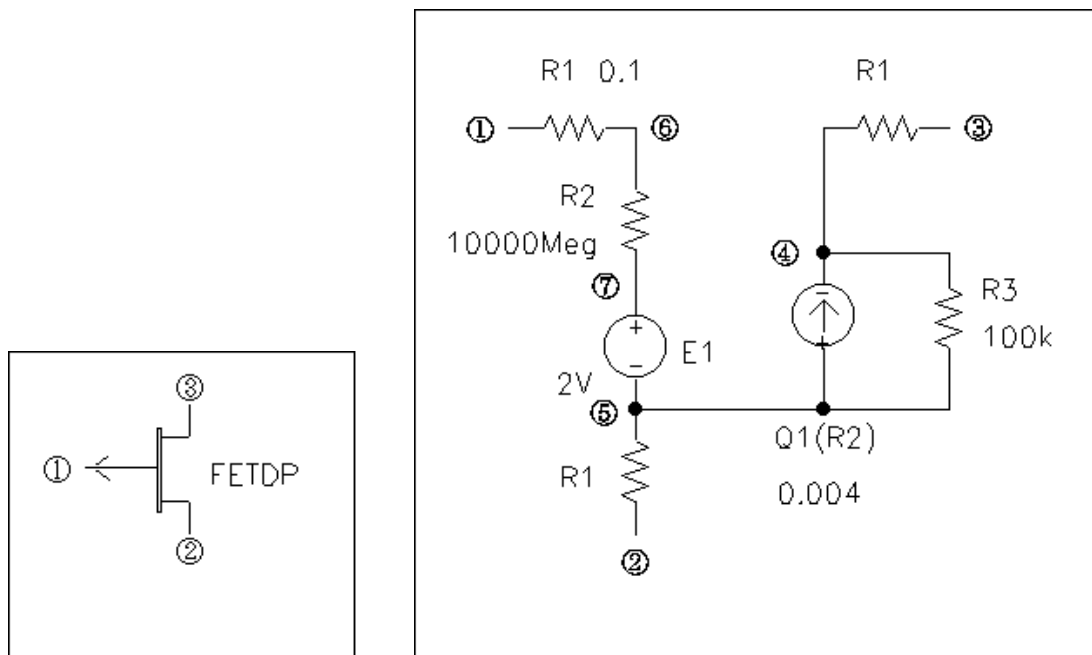 R1 0.1
R1
①
⑥
③
R2
10000Meg
④
⑦
-
R3
100k
+
+
E1
-
2V
⑤
Q1(R2)
0.004
R1
②
③
①
FETDP
②